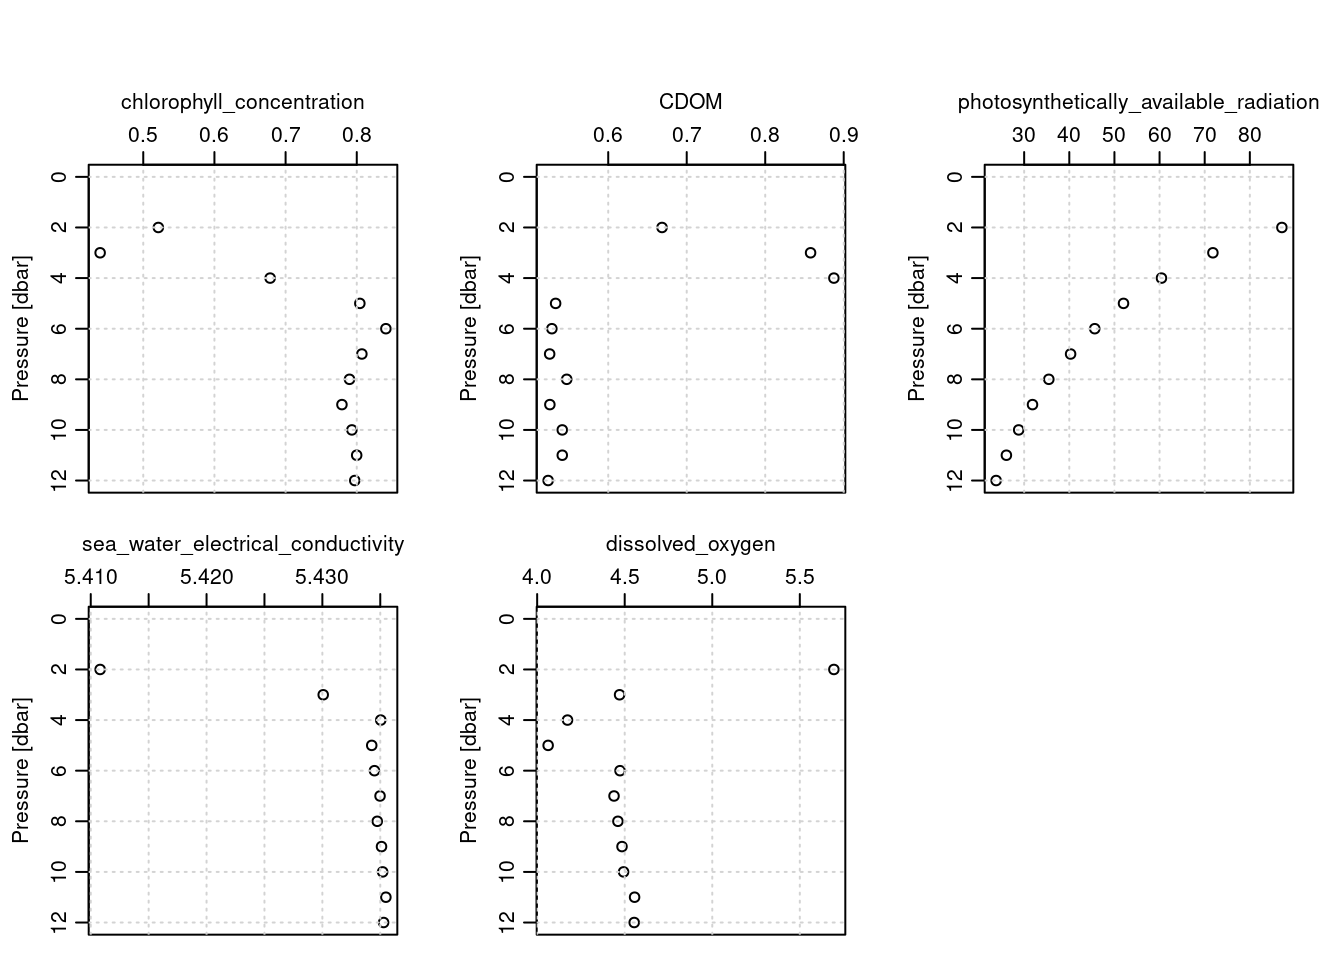 chlorophyll_concentration
0.5 0.6 0.7 0.8
Pressure [dbar]
0
2
4
6
8
10
12
CDOM
0.6 0.7 0.8 0.9
Pressure [dbar]
0
2
4
6
8
10
12
photosynthetically_available_radiation
30 40 50 60 70 80
Pressure [dbar]
0
2
4
6
8
10
12
sea_water_electrical_conductivity
5.410 5.420 5.430
Pressure [dbar]
0
2
4
6
8
10
12
dissolved_oxygen
4.0 4.5 5.0 5.5
Pressure [dbar]
0
2
4
6
8
10
12